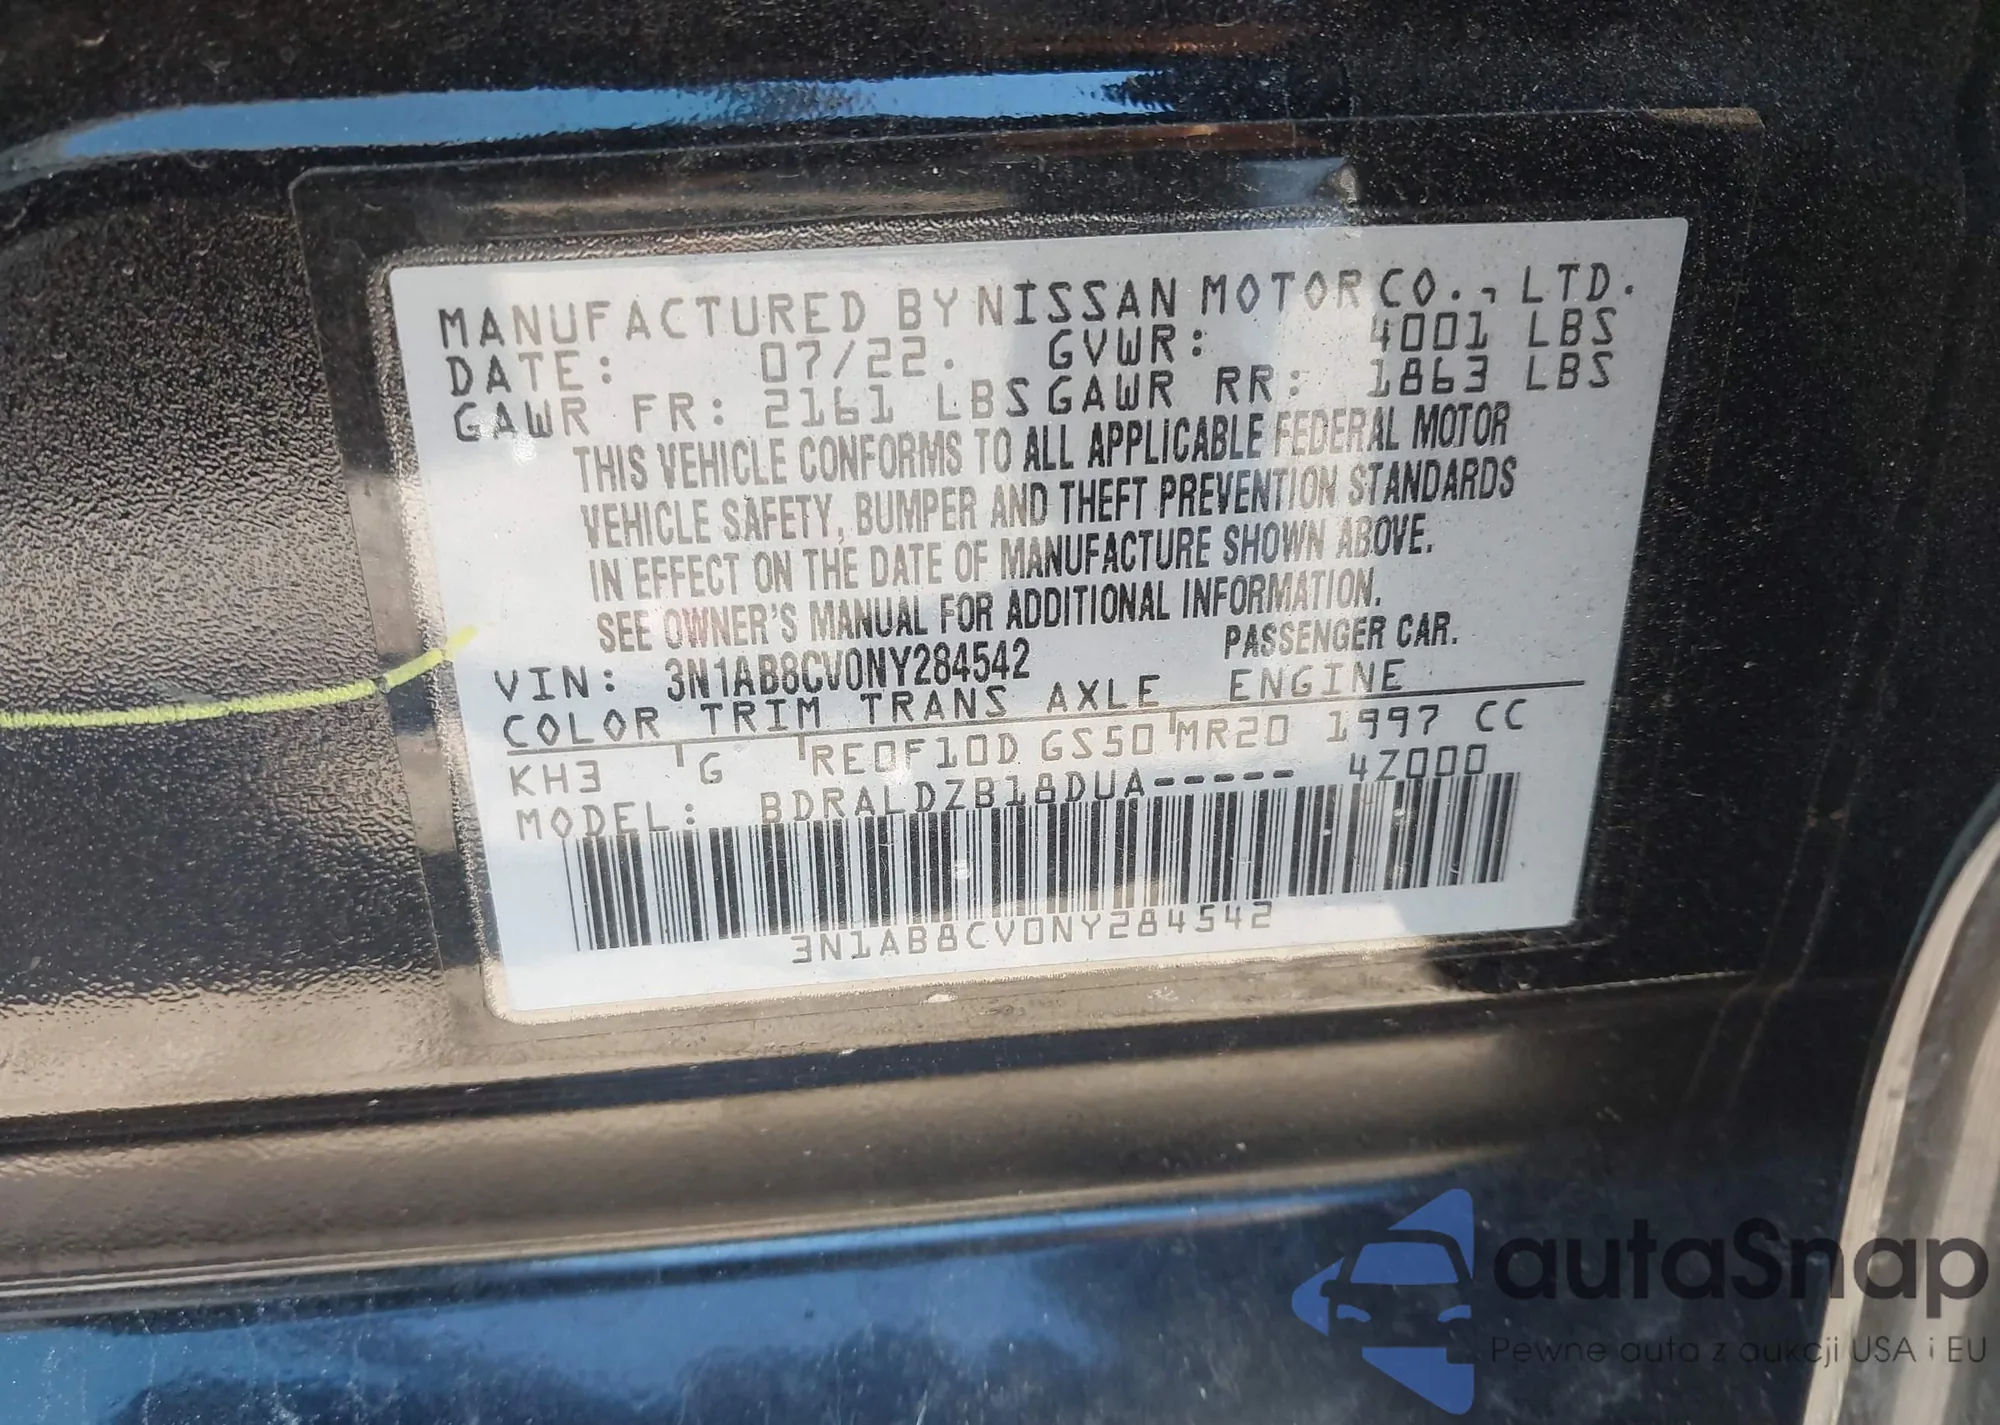 MANUFACTURED BY NISSAN MOTOR CO., LTD.
DATE: 07/22. GVWR: 4001 LBS
GAWR FR: 2161 LBS GAWR RR: 1863 LBS
THIS VEHICLE CONFORMS TO ALL APPLICABLE FEDERAL MOTOR
VEHICLE SAFETY, BUMPER AND THEFT PREVENTION STANDARDS
IN EFFECT ON THE DATE OF MANUFACTURE SHOWN ABOVE.
SEE OWNER'S MANUAL FOR ADDITIONAL INFORMATION.
VIN: 3N1AB8CV0NY284542 PASSENGER CAR.
COLOR TRIM TRANS AXLE ENGINE
KH3 G RE0F10D GS50 MR20 1997 CC
MODEL: BDRALDZB18DUA----- 4Z000
3N1AB8CV0NY284542
autaSnap
Pewne auta z aukcji USA i EU